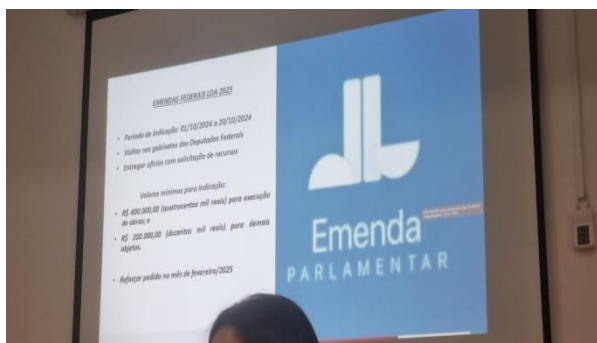 EMENDAS FEDERAIS LOA 2025
• Período de Indicação: 01/10/2024 a 20/10/2024
• Visitas nos gabinetes dos Deputados Federais
• Entregar ofícios com solicitação de recursos
Valores mínimos para indicação:
• R$ 400.000,00 (quatrocentos mil reais) para execução
de obras; e
• R$ 200.000,00 (duzentos mil reais) para demais
objetos.
• Reforçar pedido no mês de fevereiro/2025
Emenda
PARLAMENTAR